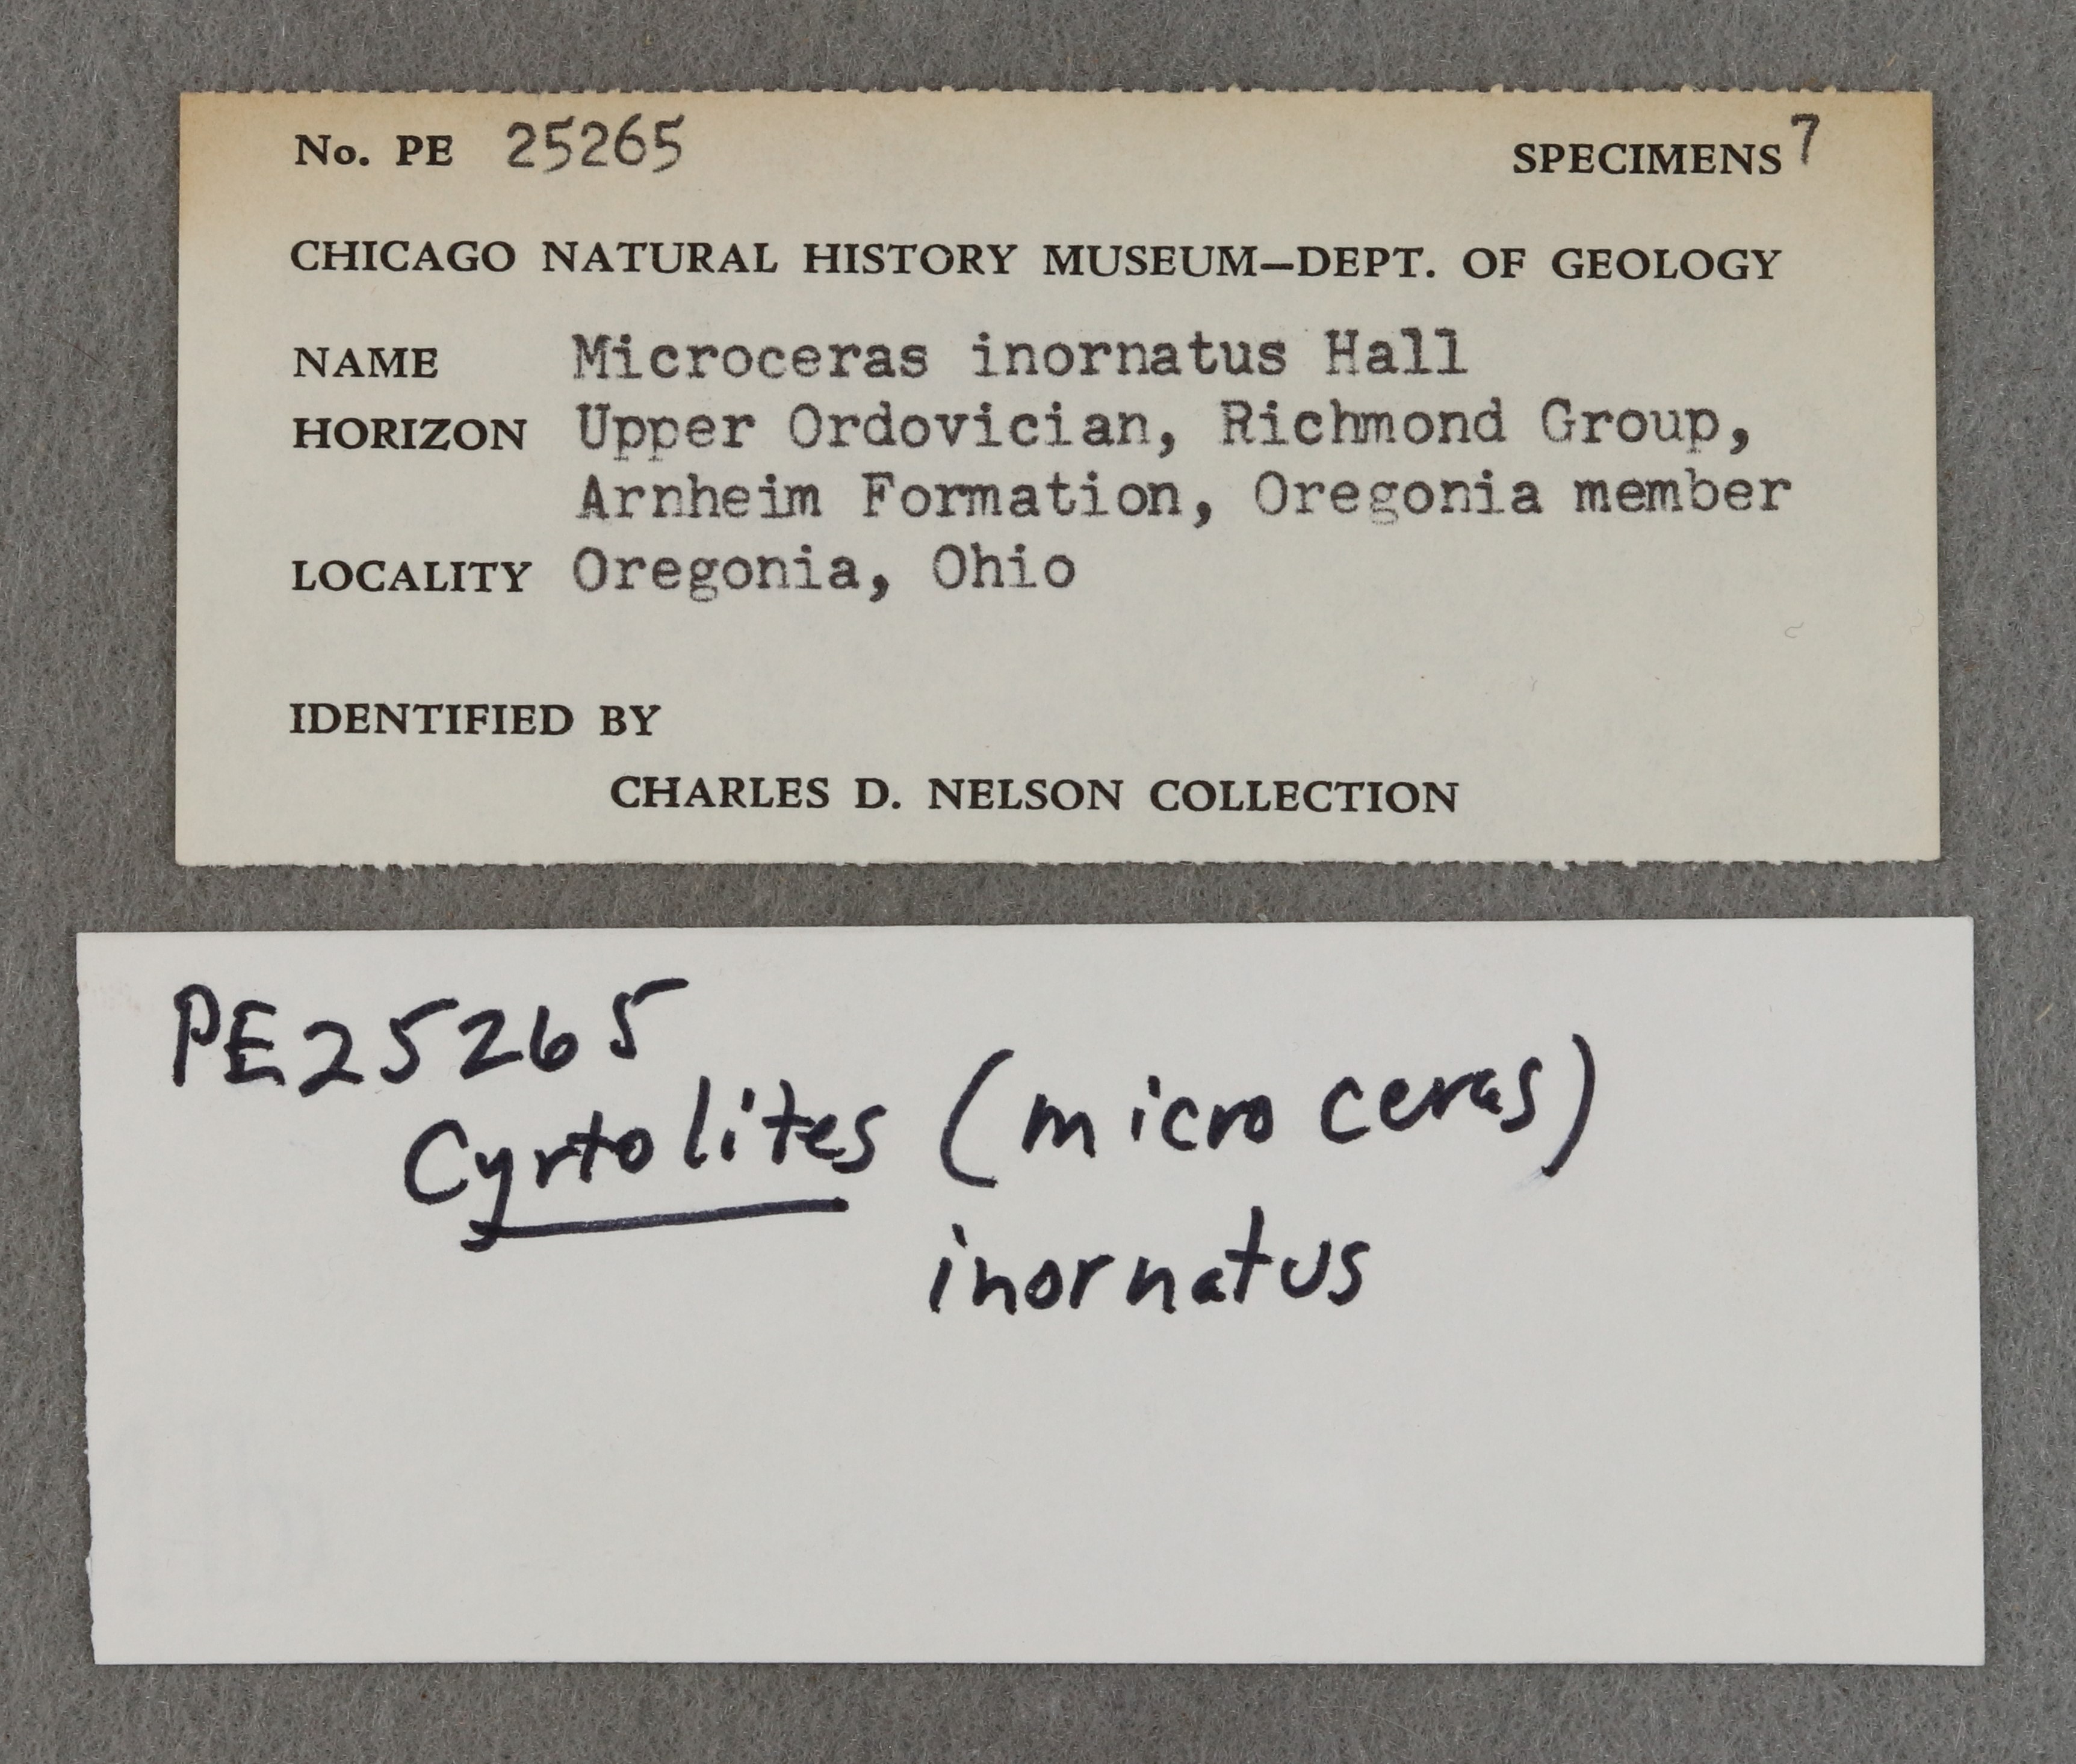 No. PE 25265 SPECIMENS 7
CHICAGO NATURAL HISTORY MUSEUM—DEPT. OF GEOLOGY
NAME Microceras inornatus Hall
HORIZON Upper Ordovician, Richmond Group,
Arnheim Formation, Oregonia member
LOCALITY Oregonia, Ohio
IDENTIFIED BY
CHARLES D. NELSON COLLECTION
PE25265
Cyrtolites (microceras)
inornatus